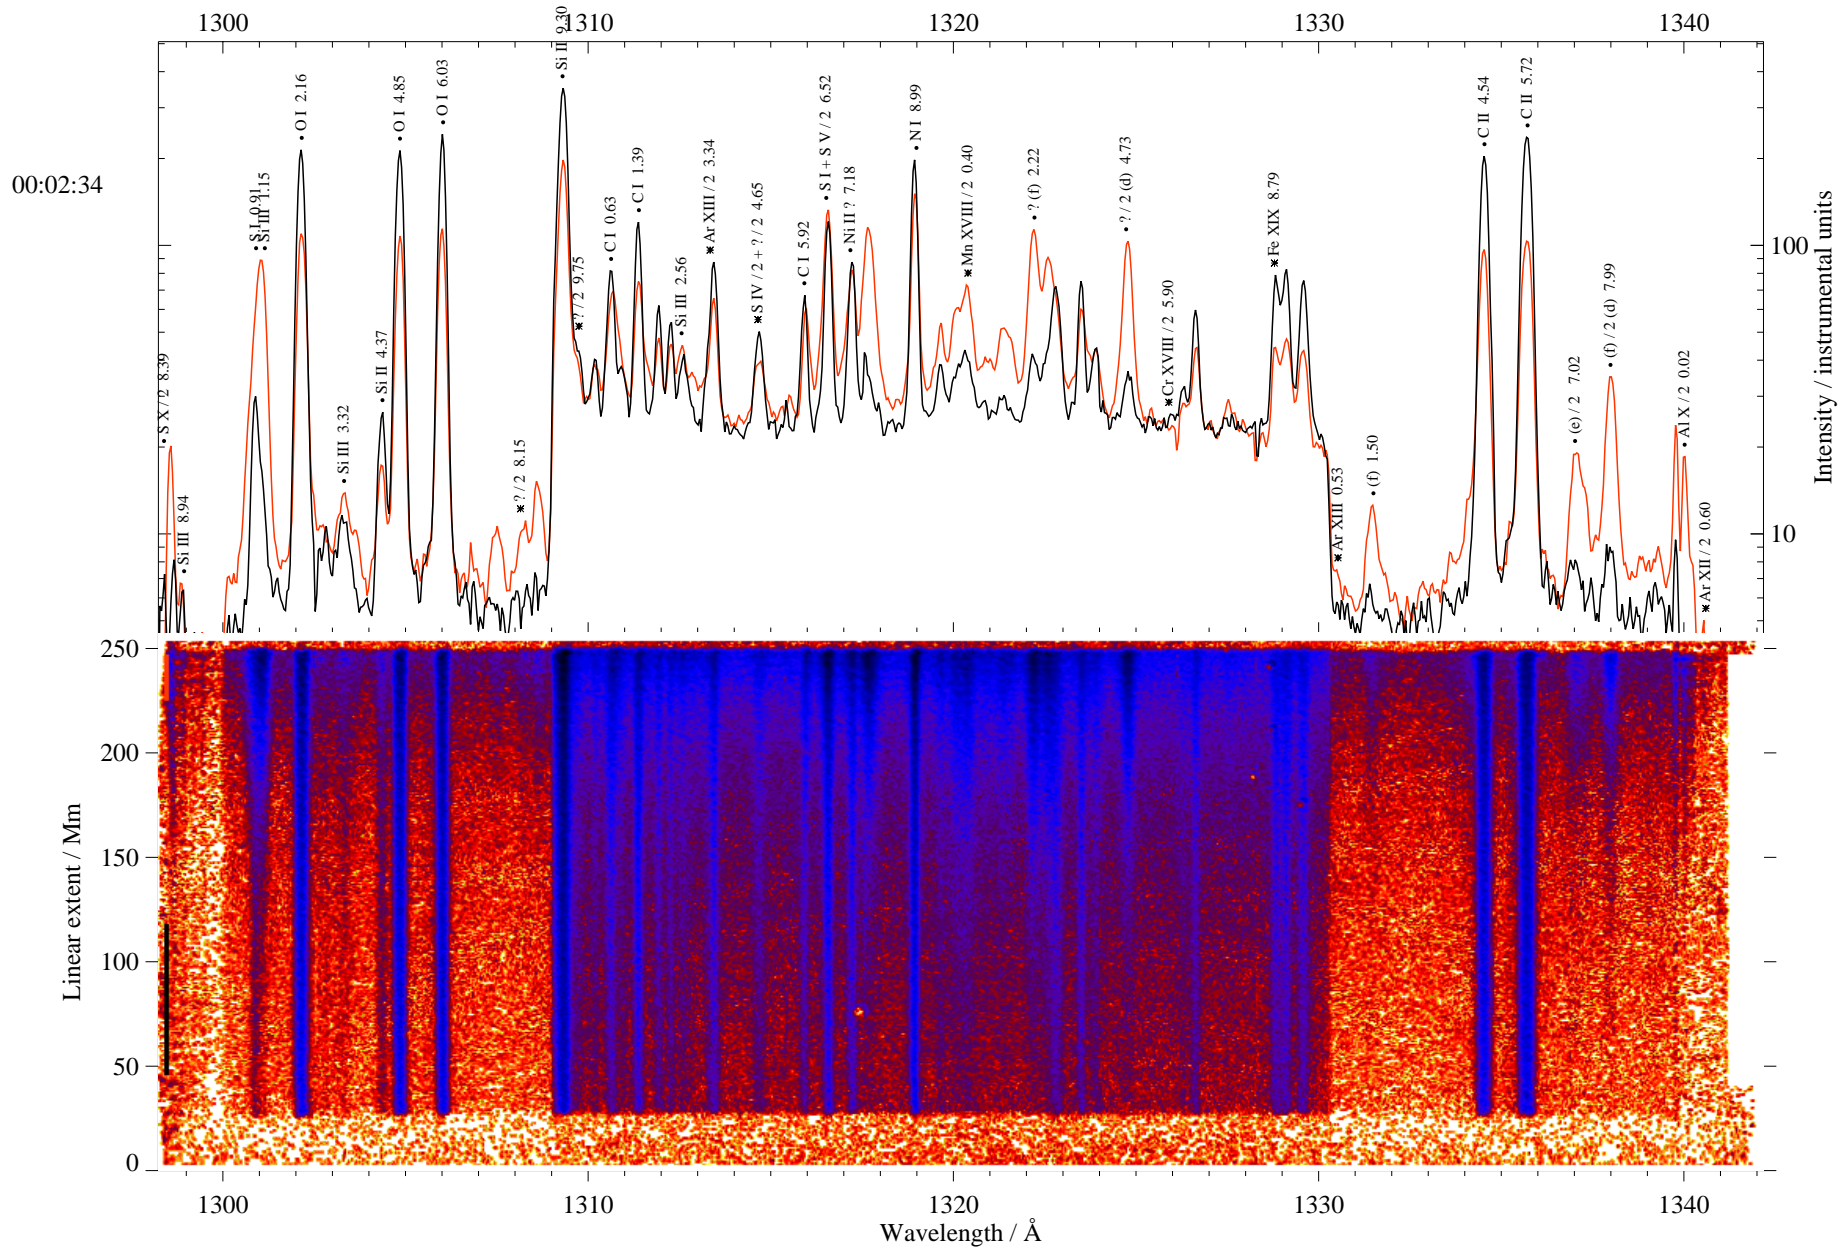 1300 1310 1320 1330 1340
00:02:34
S X / 2 8.39
Si III 8.94
S I 0.91
Si III 1.15
O I 2.16
Si III 3.32
Si II 4.37
O I 4.85
O I 6.03
? / 2 8.15
Si II 9.30
? / 2 9.75
C I 0.63
C I 1.39
Si III 2.56
Ar XIII / 2 3.34
S IV / 2 + ? / 2 4.65
C I 5.92
S I + S V / 2 6.52
Ni II ? 7.18
N I 8.99
Mn XVIII / 2 0.40
? (f) 2.22
? / 2 (d) 4.73
Cr XVIII / 2 5.90
Fe XIX 8.79
Ar XIII 0.53
(f) 1.50
C II 4.54
C II 5.72
(e) / 2 7.02
(f) / 2 (d) 7.99
Al X / 2 0.02
Ar XII / 2 0.60
100
10
Intensity / instrumental units
250
200
150
100
50
0
Linear extent / Mm
1300 1310 1320 1330 1340
Wavelength / Å